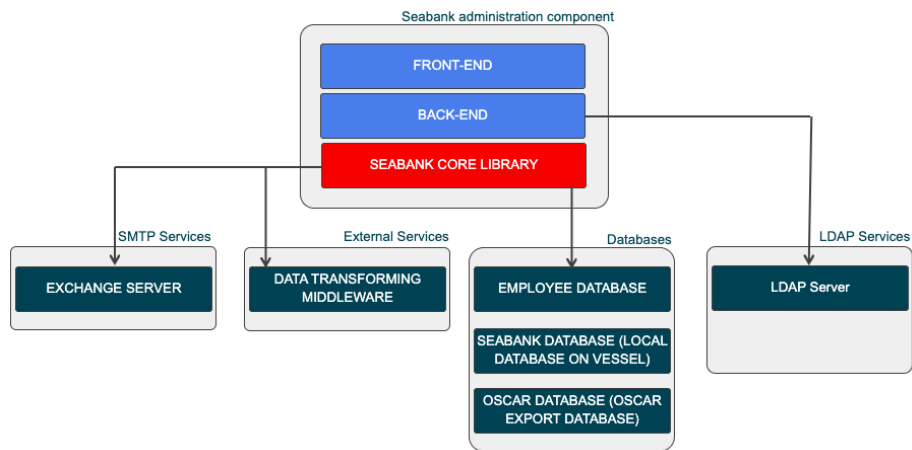 Seabank administration component
FRONT-END
BACK-END
SEABANK CORE LIBRARY
SMTP Services
EXCHANGE SERVER
External Services
DATA TRANSFORMING
MIDDLEWARE
Databases
EMPLOYEE DATABASE
SEABANK DATABASE (LOCAL
DATABASE ON VESSEL)
OSCAR DATABASE (OSCAR
EXPORT DATABASE)
LDAP Services
LDAP Server